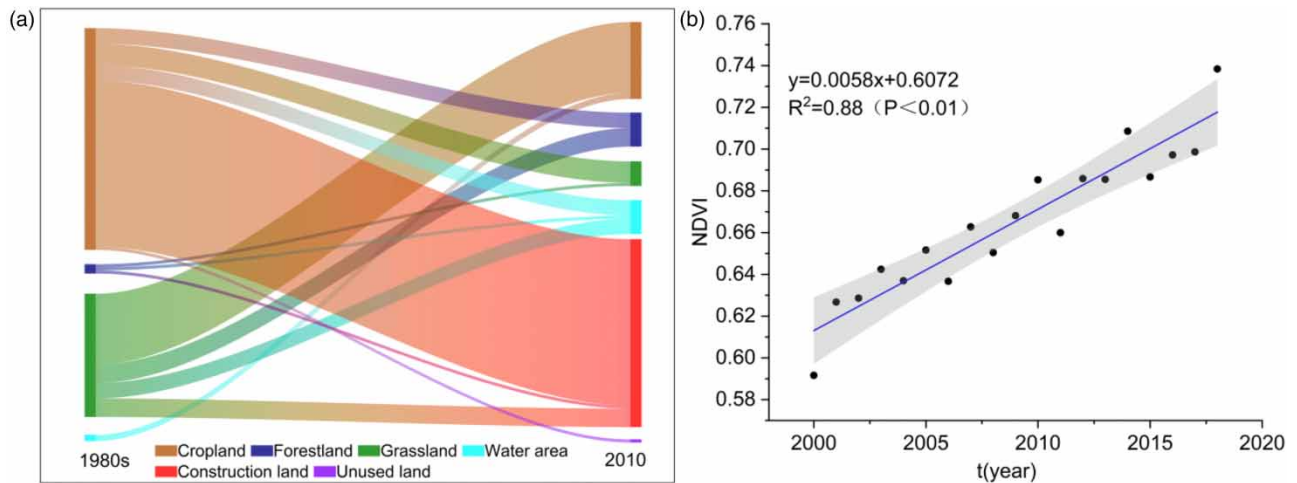 (a)
1980s
2010
Cropland Forestland Grassland Water area
Construction land Unused land
(b)
y=0.0058x+0.6072
R²=0.88（P＜0.01）
NDVI
0.76
0.74
0.72
0.70
0.68
0.66
0.64
0.62
0.60
0.58
2000 2005 2010 2015 2020
t(year)